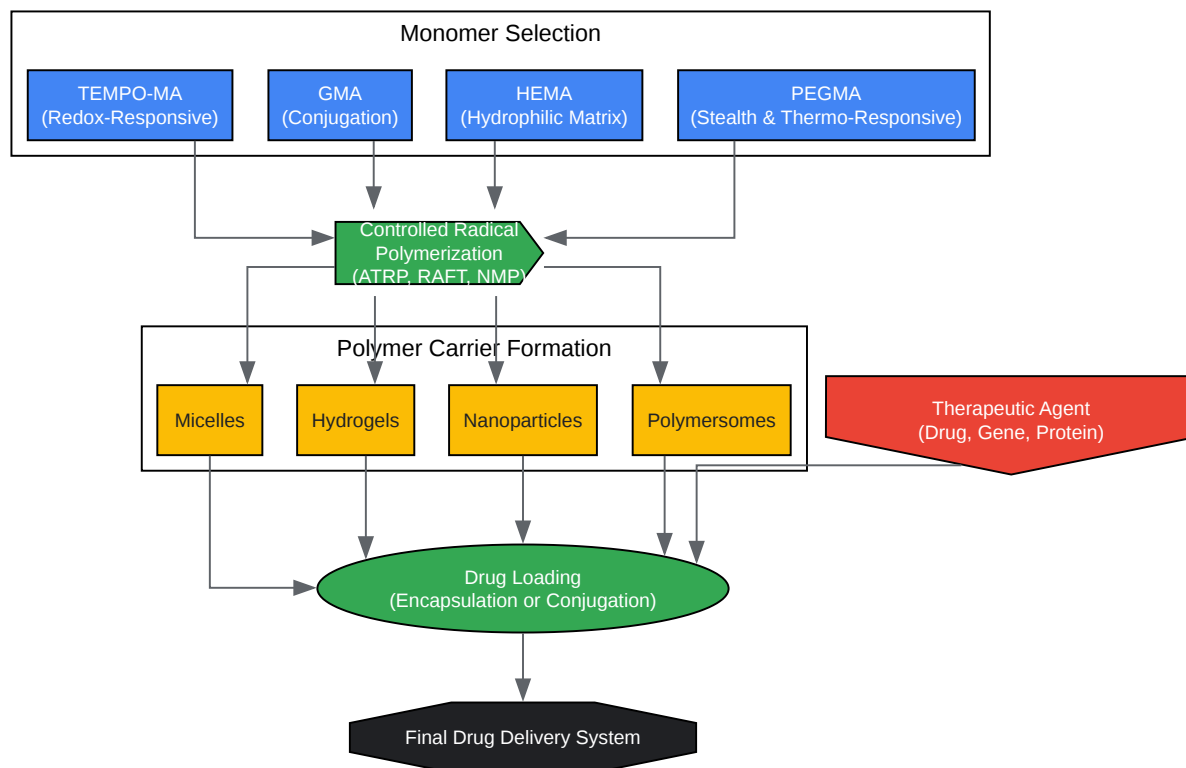 Monomer Selection
TEMPO-MA
(Redox-Responsive)
GMA
(Conjugation)
HEMA
(Hydrophilic Matrix)
PEGMA
(Stealth & Thermo-Responsive)
Controlled Radical
Polymerization
(ATRP, RAFT, NMP)
Polymer Carrier Formation
Micelles
Hydrogels
Nanoparticles
Polymersomes
Therapeutic Agent
(Drug, Gene, Protein)
Drug Loading
(Encapsulation or Conjugation)
Final Drug Delivery System